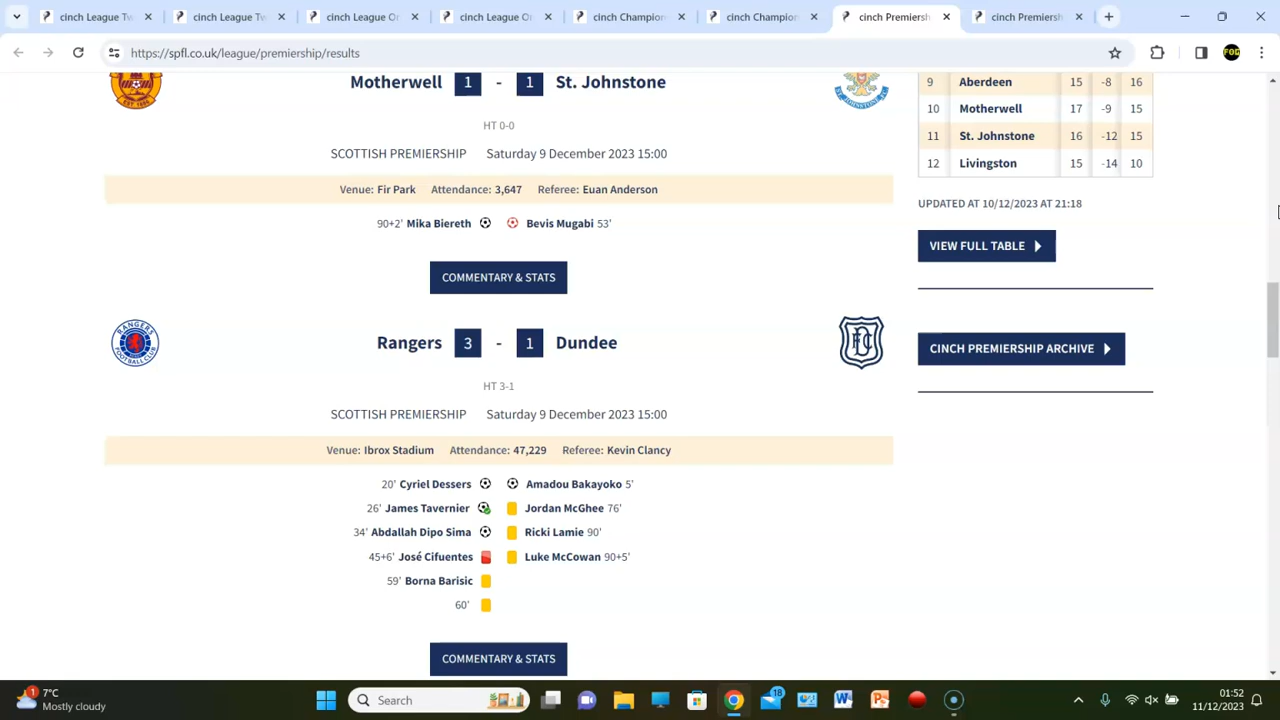 cinch League Tw
cinch League Tw
cinch League O
cinch League O
cinch Champion
cinch Champion
cinch Premiersh
cinch Premiersh
https://spfl.co.uk/league/premiership/results
Motherwell 1 - 1 St. Johnstone
HT 0-0
SCOTTISH PREMIERSHIP Saturday 9 December 2023 15:00
Venue: Fir Park Attendance: 3,647 Referee: Euan Anderson
90+2' Mika Biereth Bevis Mugabi 53'
COMMENTARY & STATS
RANGERS FOOTBALL CLUB
Rangers 3 - 1 Dundee
HT 3-1
SCOTTISH PREMIERSHIP Saturday 9 December 2023 15:00
Venue: Ibrox Stadium Attendance: 47,229 Referee: Kevin Clancy
20' Cyriel Dessers Amadou Bakayoko 5'
26' James Tavernier Jordan McGhee 76'
34' Abdallah Dipo Sima Ricki Lamie 90'
45+6' José Cifuentes Luke McCowan 90+5'
59' Borna Barisic
60'
COMMENTARY & STATS
9 Aberdeen 15 -8 16
10 Motherwell 17 -9 15
11 St. Johnstone 16 -12 15
12 Livingston 15 -14 10
UPDATED AT 10/12/2023 AT 21:18
VIEW FULL TABLE
CINCH PREMIERSHIP ARCHIVE
1
7°C
Mostly cloudy
Search
18
01:52
11/12/2023